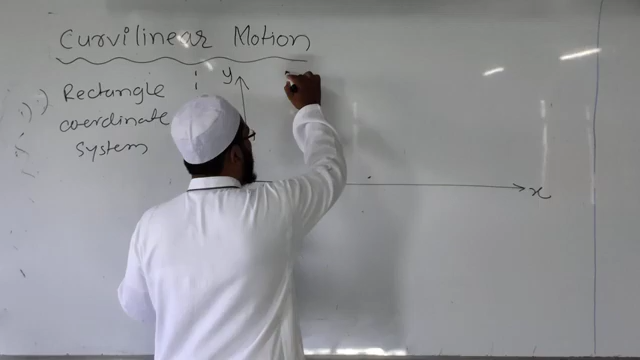 Curvilinear Motion
i) Rectangle
coordinate
system
y
x